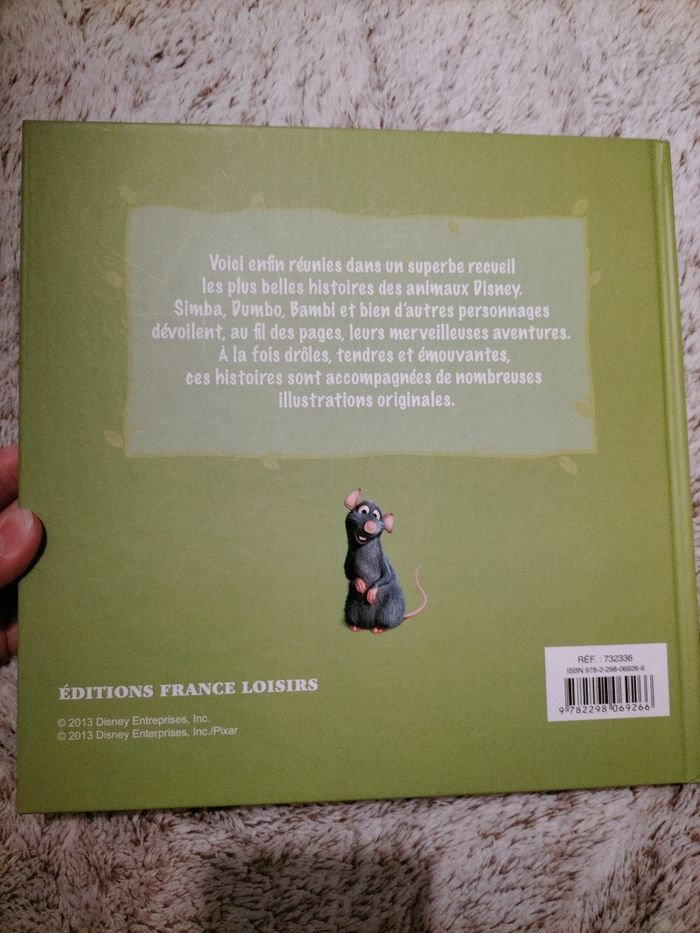 Voici enfin réunies dans un superbe recueil
les plus belles histoires des animaux Disney.
Simba, Dumbo, Bambi et bien d'autres personnages
dévoilent, au fil des pages, leurs merveilleuses aventures.
À la fois drôles, tendres et émouvantes,
ces histoires sont accompagnées de nombreuses
illustrations originales.
ÉDITIONS FRANCE LOISIRS
© 2013 Disney Entreprises, Inc.
© 2013 Disney Enterprises, Inc./Pixar
RÉF. : 732336
ISBN 978-2-298-06926-6
9 782298 069266